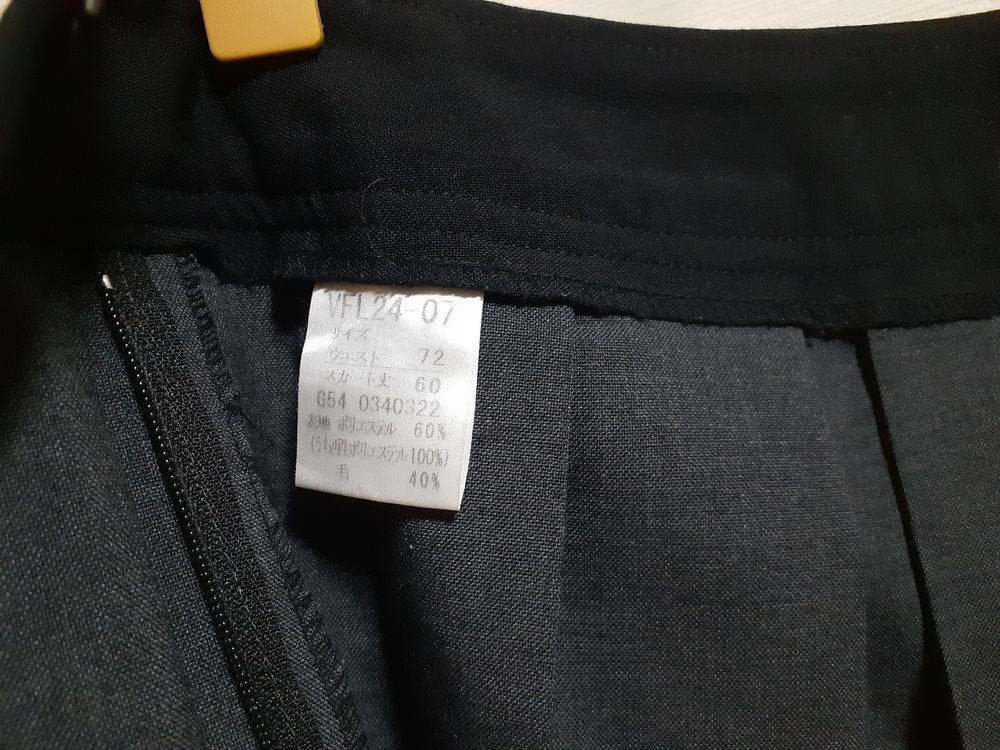 VFL24-07
サイズ
ウエスト 72
スカート丈 60
G54 0340322
表地 ポリエステル 60%
(うち再生ポリエステル100%)
毛 40%